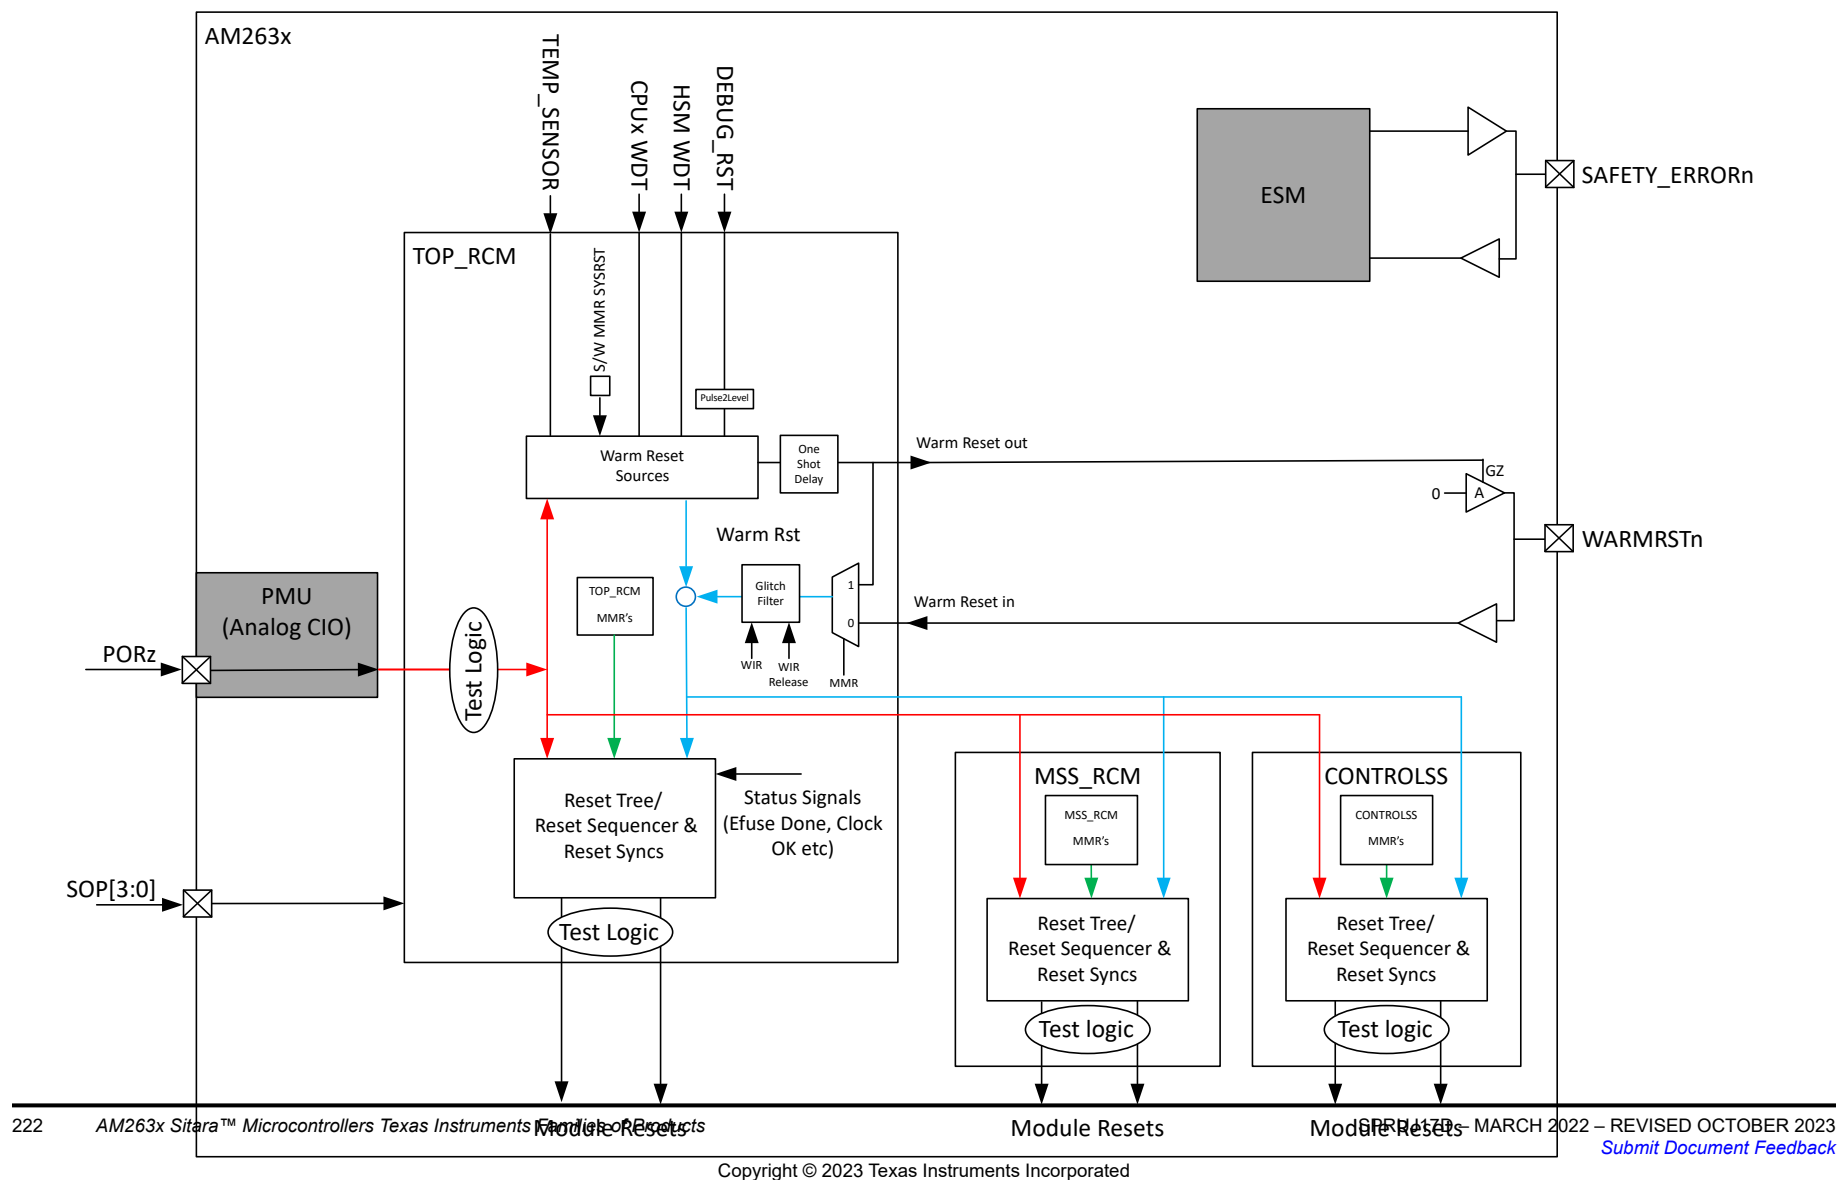 AM263x
TEMP_SENSOR
CPUx WDT
HSM WDT
DEBUG_RST
ESM
SAFETY_ERRORn
TOP_RCM
S/W MMR SYSRST
Pulse2Level
Warm Reset
Sources
One
Shot
Delay
Warm Reset out
GZ
0
A
WARMRSTn
Warm Rst
PMU
(Analog CIO)
PORz
Test Logic
TOP_RCM
MMR's
Glitch
Filter
1
0
Warm Reset in
WIR
WIR
Release
MMR
Reset Tree/
Reset Sequencer &
Reset Syncs
Status Signals
(Efuse Done, Clock
OK etc)
MSS_RCM
MSS_RCM
MMR's
CONTROLSS
CONTROLSS
MMR's
SOP[3:0]
Test Logic
Reset Tree/
Reset Sequencer &
Reset Syncs
Reset Tree/
Reset Sequencer &
Reset Syncs
Test logic
Test logic
Module Resets
Module Resets
Module Resets
222
AM263x Sitara™ Microcontrollers Texas Instruments Families of Products
SPRUJ17D – MARCH 2022 – REVISED OCTOBER 2023
Submit Document Feedback
Copyright © 2023 Texas Instruments Incorporated